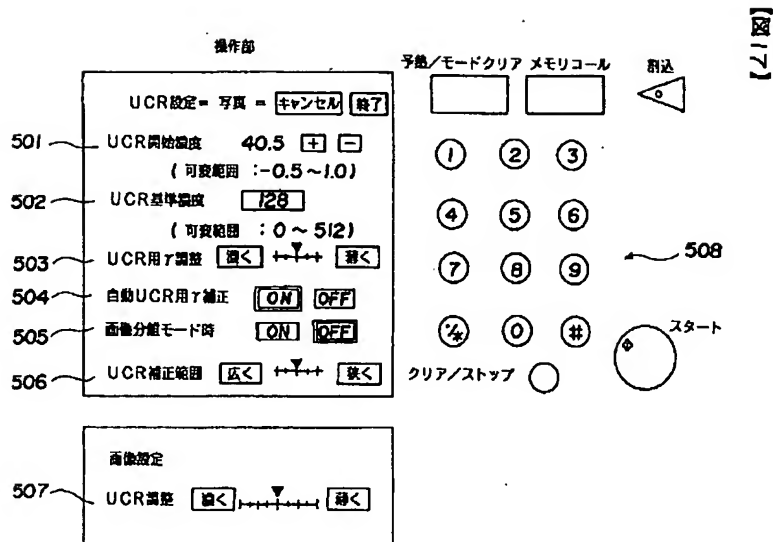 【図17】
操作部
UCR設定= 写真 = キャンセル 終了
501 UCR開始濃度 40.5 + −
(可変範囲 :-0.5~1.0)
502 UCR基準濃度 128
(可変範囲 : 0 ~ 512)
503 UCR用γ調整 濃く 薄く
504 自動UCR用γ補正 ON OFF
505 画像分離モード時 ON OFF
506 UCR補正範囲 広く 狭く
画像設定
507 UCR調整 濃く 薄く
予熱/モードクリア メモリコール 割込
1 2 3
4 5 6
7 8 9
508
⁒* 0 #
スタート
クリア/ストップ